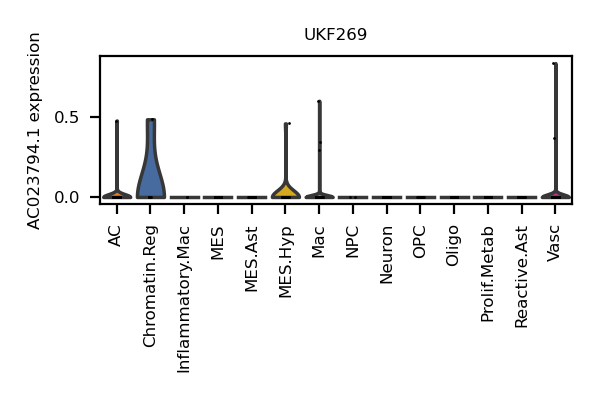 UKF269
AC023794.1 expression
0.5
0.0
AC
Chromatin.Reg
Inflammatory.Mac
MES
MES.Ast
MES.Hyp
Mac
NPC
Neuron
OPC
Oligo
Prolif.Metab
Reactive.Ast
Vasc